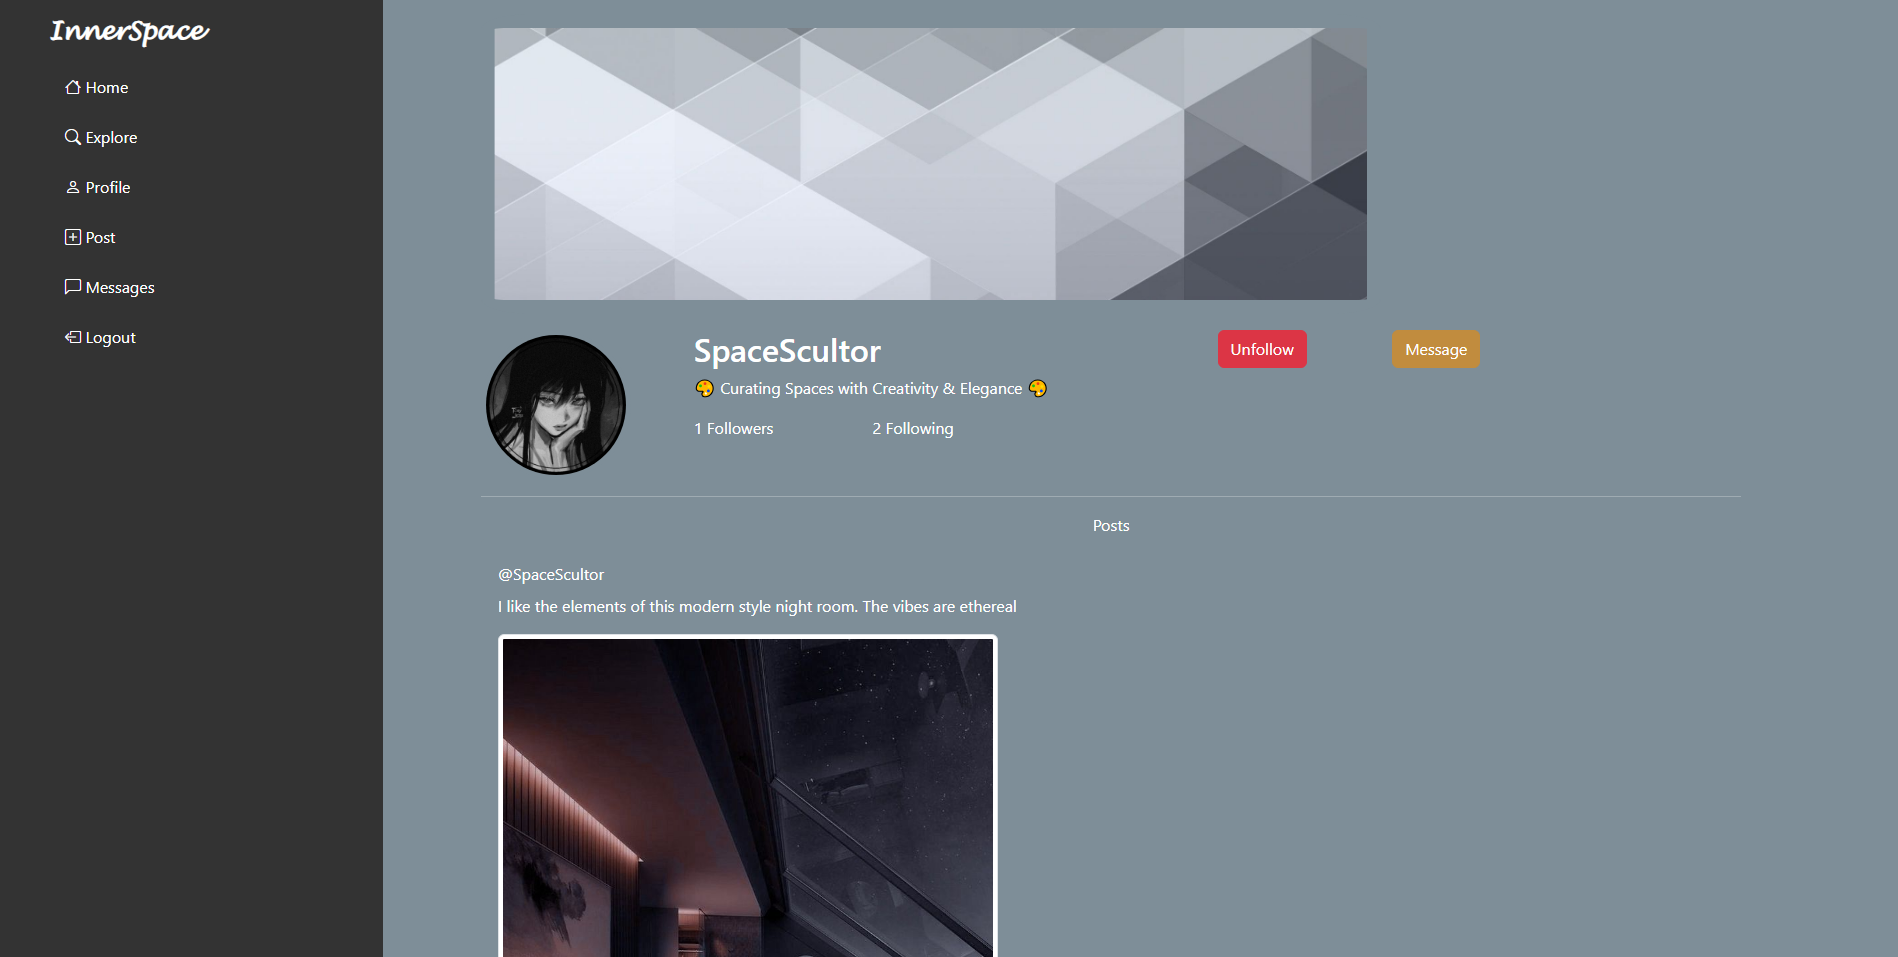 InnerSpace
Home
Explore
Profile
Post
Messages
Logout
SpaceScultor
Unfollow
Message
🎨 Curating Spaces with Creativity & Elegance 🎨
1 Followers
2 Following
Posts
@SpaceScultor
I like the elements of this modern style night room. The vibes are ethereal